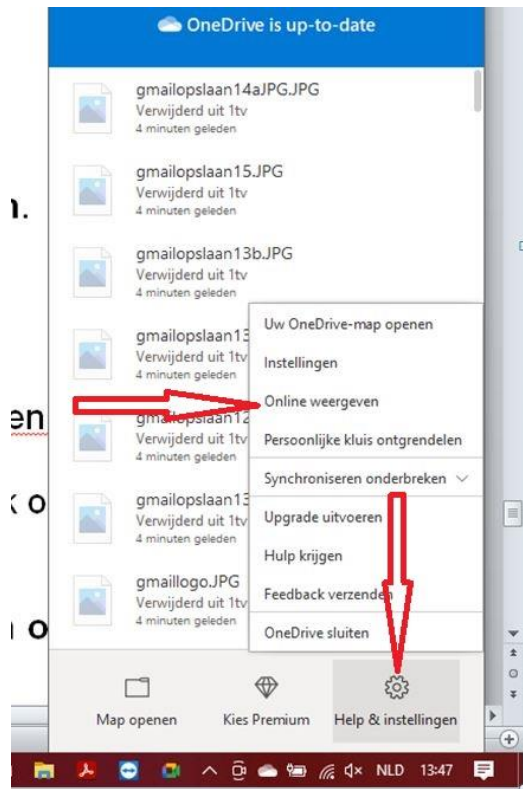 OneDrive is up-to-date
gmailopslaan14aJPG.JPG
Verwijderd uit 1tv
4 minuten geleden
gmailopslaan15.JPG
Verwijderd uit 1tv
4 minuten geleden
n.
gmailopslaan13b.JPG
Verwijderd uit 1tv
4 minuten geleden
gmailopslaan13
Verwijderd uit 1tv
4 minuten geleden
en
gmailopslaan12
Verwijderd uit 1tv
4 minuten geleden
k o
gmailopslaan13
Verwijderd uit 1tv
4 minuten geleden
gmaillogo.JPG
Verwijderd uit 1tv
4 minuten geleden
o
Uw OneDrive-map openen
Instellingen
Online weergeven
Persoonlijke kluis ontgrendelen
Synchroniseren onderbreken
Upgrade uitvoeren
Hulp krijgen
Feedback verzenden
OneDrive sluiten
Map openen
Kies Premium
Help & instellingen
NLD 13:47